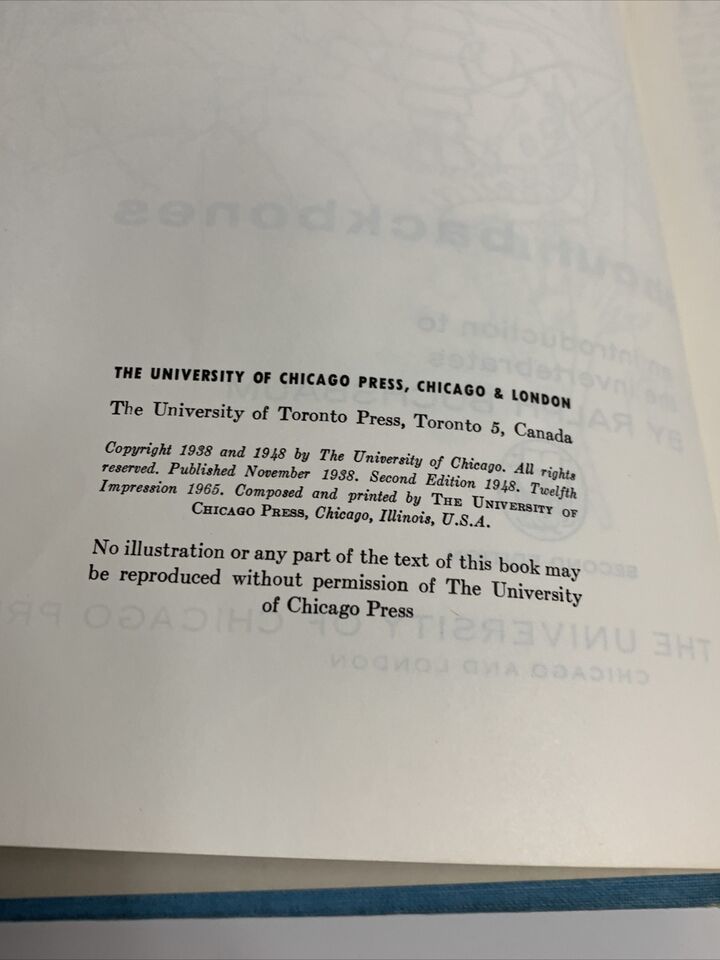 THE UNIVERSITY OF CHICAGO PRESS, CHICAGO & LONDON
The University of Toronto Press, Toronto 5, Canada
Copyright 1938 and 1948 by The University of Chicago. All rights
reserved. Published November 1938. Second Edition 1948. Twelfth
Impression 1965. Composed and printed by THE UNIVERSITY OF
CHICAGO PRESS, Chicago, Illinois, U.S.A.
No illustration or any part of the text of this book may
be reproduced without permission of The University
of Chicago Press